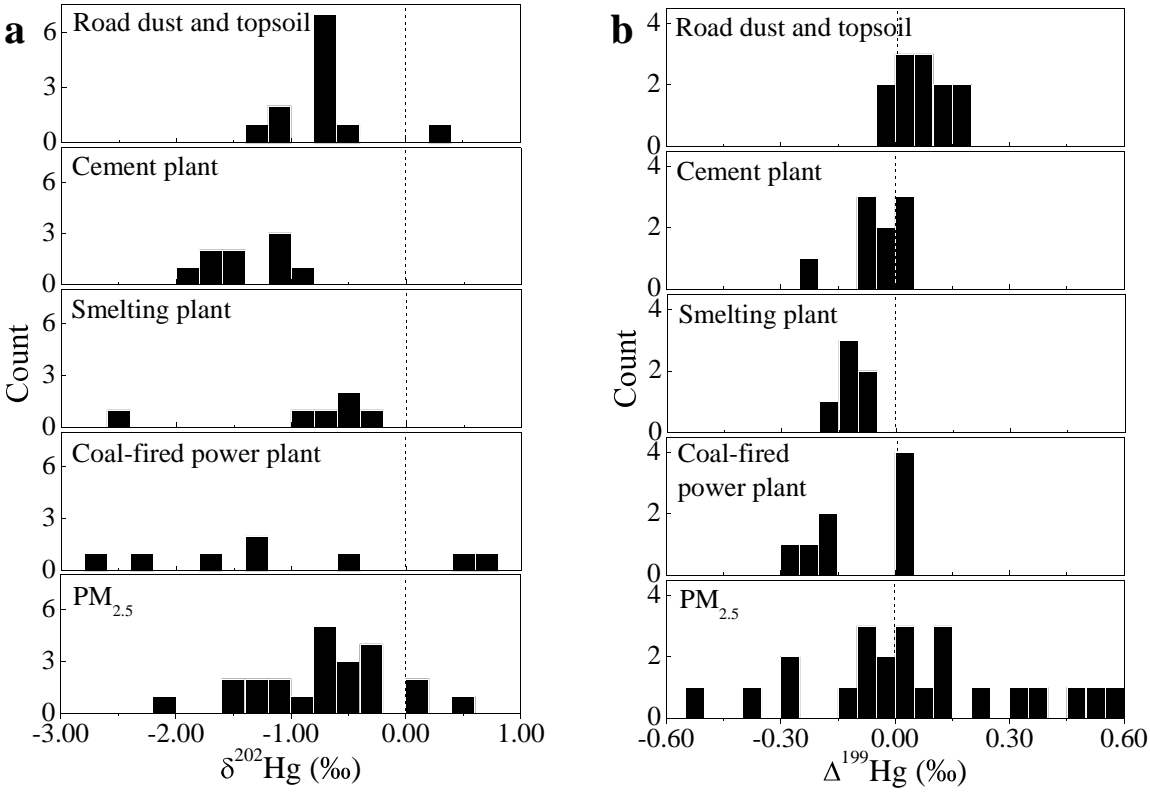 a
Road dust and topsoil
6
3
0
Cement plant
6
3
0
Smelting plant
6
3
0
Coal-fired power plant
6
3
0
PM2.5
6
3
0
Count
-3.00 -2.00 -1.00 0.00 1.00
δ²⁰²Hg (‰)
b
Road dust and topsoil
4
2
0
Cement plant
4
2
0
Smelting plant
4
2
0
Coal-fired
power plant
4
2
0
PM2.5
4
2
0
Count
-0.60 -0.30 0.00 0.30 0.60
Δ¹⁹⁹Hg (‰)